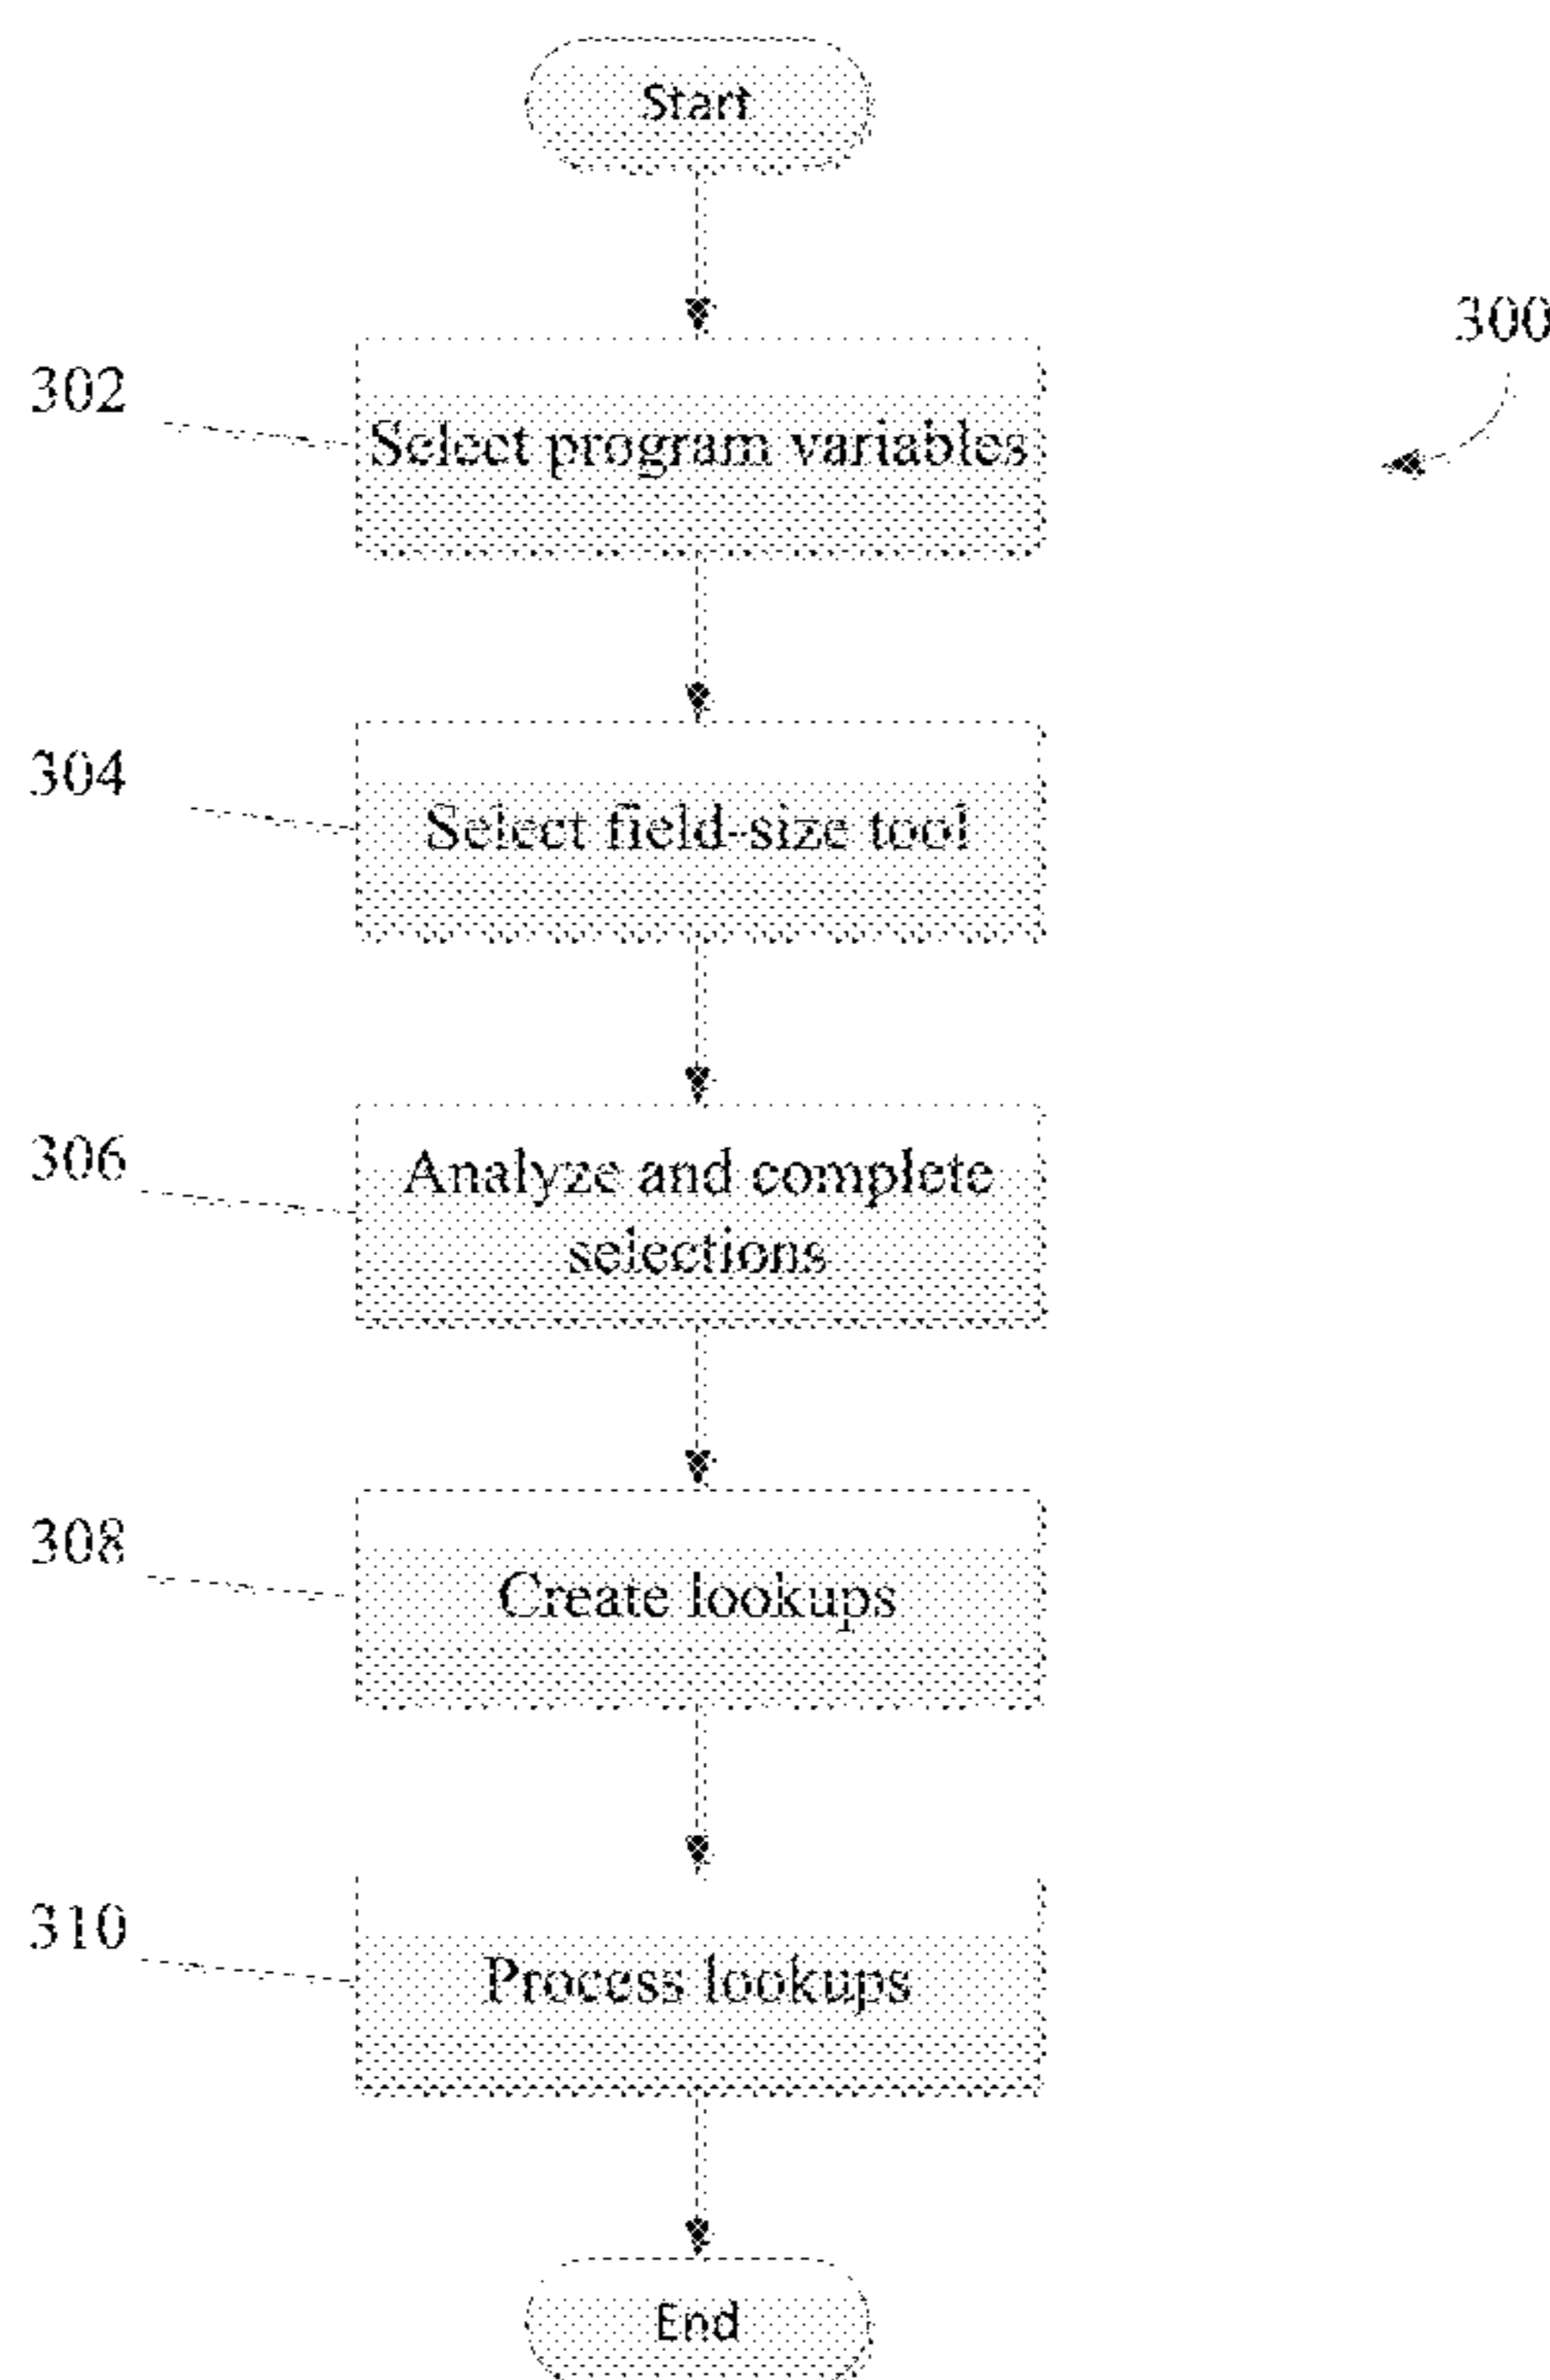 Start
300
302
Select program variables
304
Select field-size tool
306
Analyze and complete
selections
308
Create lookups
310
Process lookups
End